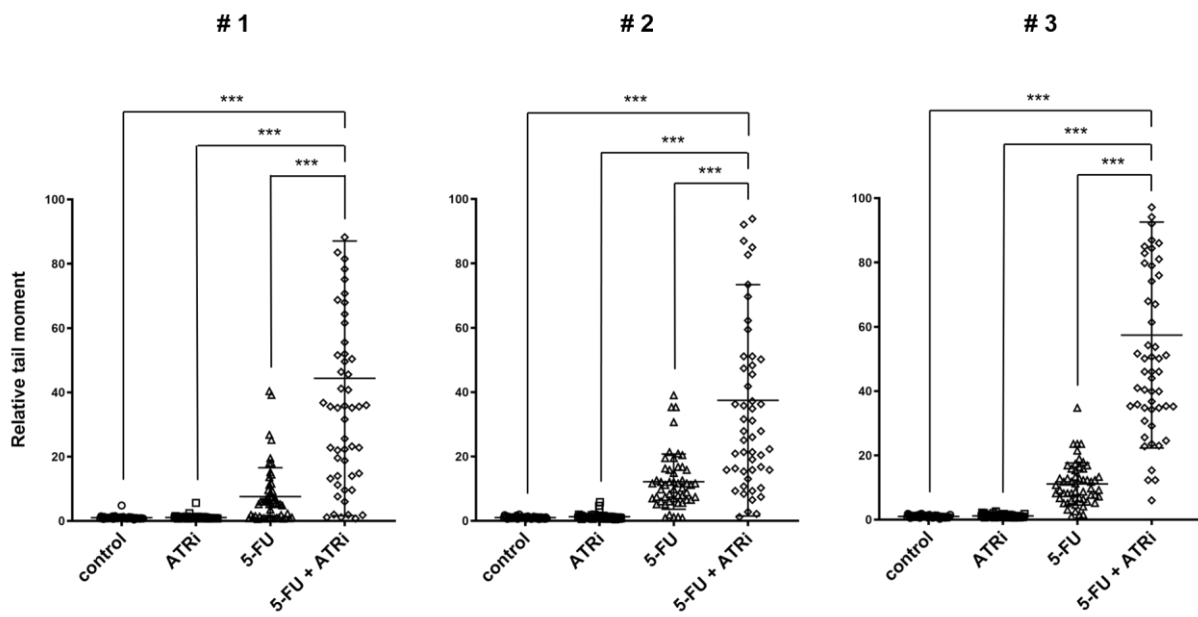 # 1
# 2
# 3
***
***
***
***
***
***
***
***
***
Relative tail moment
100
80
60
40
20
0
control
ATRi
5-FU
5-FU + ATRi
100
80
60
40
20
0
control
ATRi
5-FU
5-FU + ATRi
100
80
60
40
20
0
control
ATRi
5-FU
5-FU + ATRi